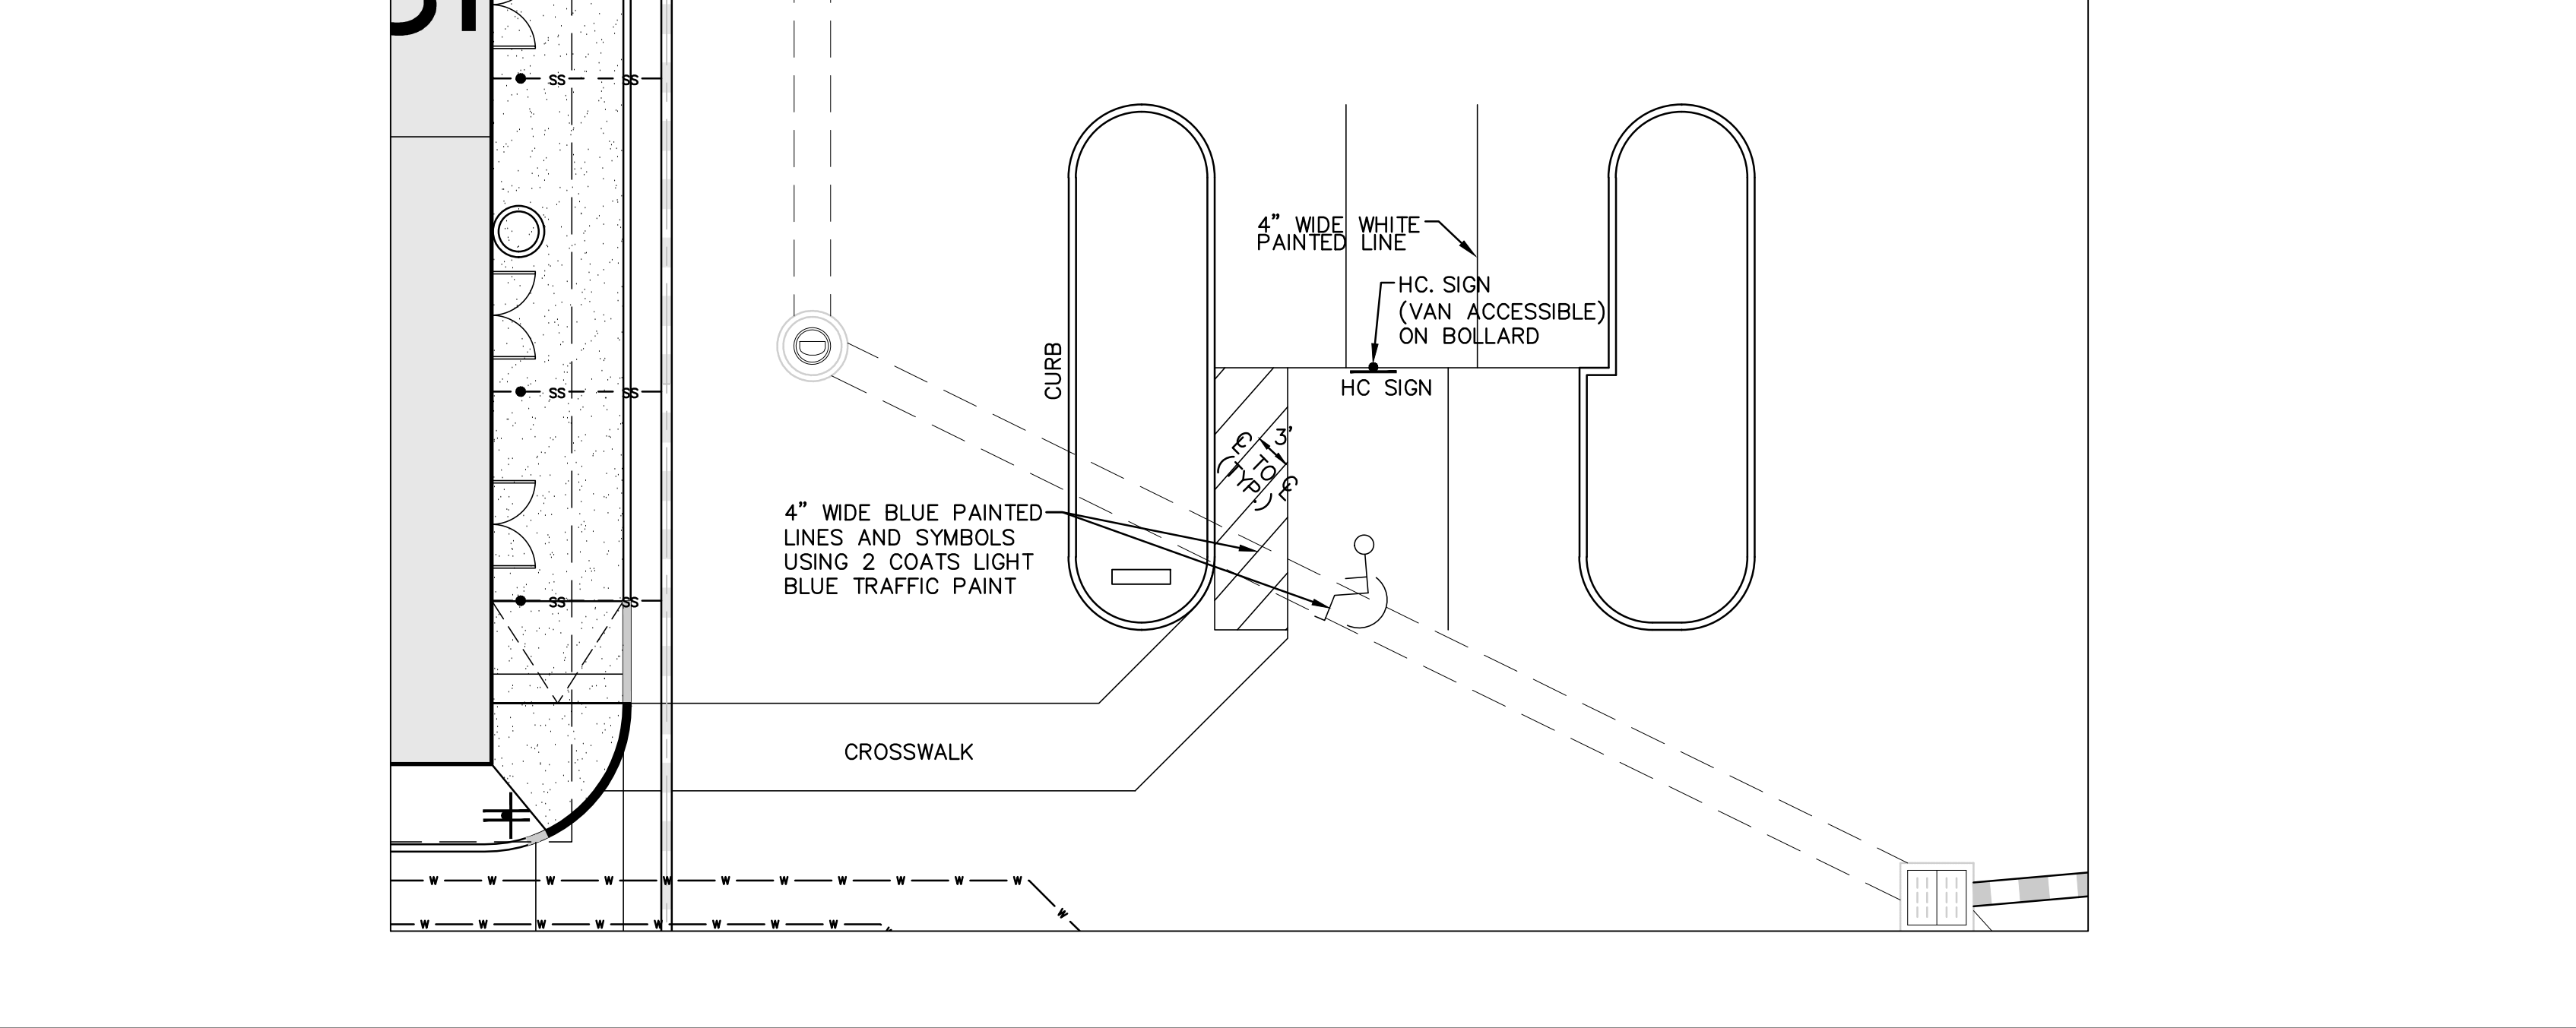 SS SS
4" WIDE WHITE
PAINTED LINE
HC. SIGN
(VAN ACCESSIBLE)
ON BOLLARD
CURB
SS SS
HC SIGN
3'
℄ TO ℄
(TYP.)
4" WIDE BLUE PAINTED
LINES AND SYMBOLS
USING 2 COATS LIGHT
BLUE TRAFFIC PAINT
SS SS
CROSSWALK
W W W W W W W W W W W W
W W W W W W W W